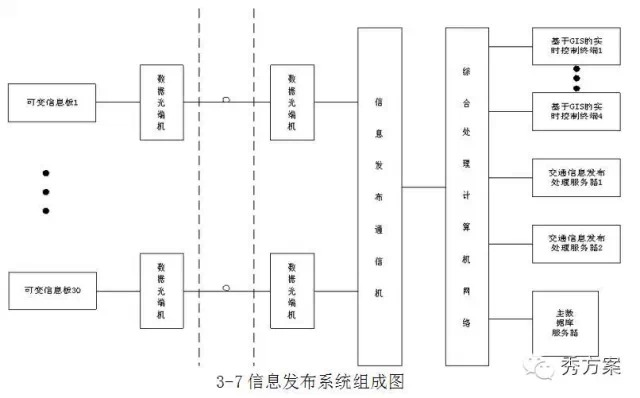 可变信息板1
数据光端机
数据光端机
可变信息板30
数据光端机
数据光端机
信息发布通信机
综合处理计算机网络
基于GIS的实
时控制终端1
基于GIS的实
时控制终端4
交通信息发布
处理服务器1
交通信息发布
处理服务器2
主数
据库
服务器
秀方案
3-7信息发布系统组成图